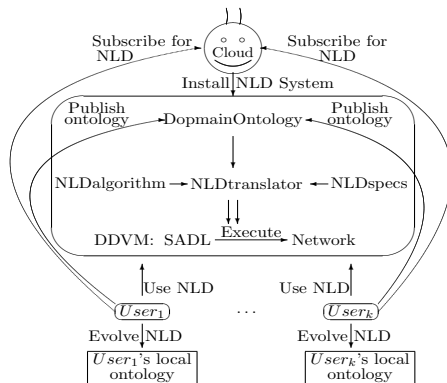 Subscribe for NLD
Cloud
Subscribe for NLD
Install NLD System
Publish ontology
DopmainOntology
Publish ontology
NLDalgorithm
NLDtranslator
NLDspecs
DDVM: SADL
Execute
Network
Use NLD
Use NLD
User1
...
Userk
Evolve NLD
Evolve NLD
User1's local ontology
Userk's local ontology